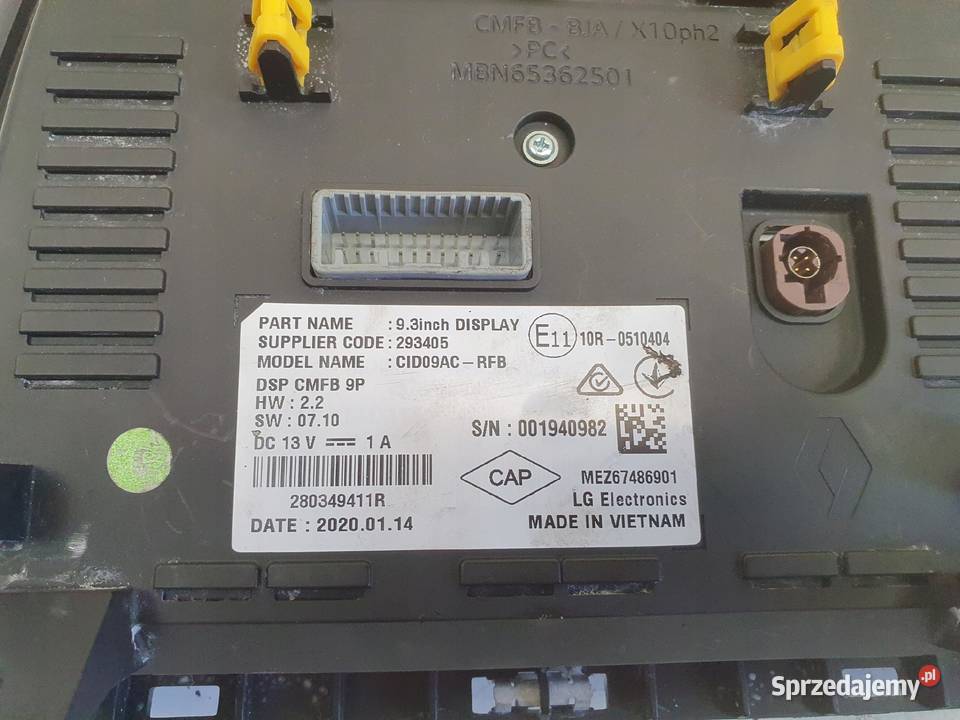 CMFB - BJA / X10ph2
>PC<
MBN65362501
PART NAME : 9.3inch DISPLAY
SUPPLIER CODE : 293405
MODEL NAME : CID09AC-RFB
E11 10R-0510404
DSP CMFB 9P
HW : 2.2
SW : 07.10
DC 13 V ⎓ 1 A
S/N : 001940982
280349411R
CAP
MEZ67486901
LG Electronics
DATE : 2020.01.14
MADE IN VIETNAM
Sprzedajemy.pl